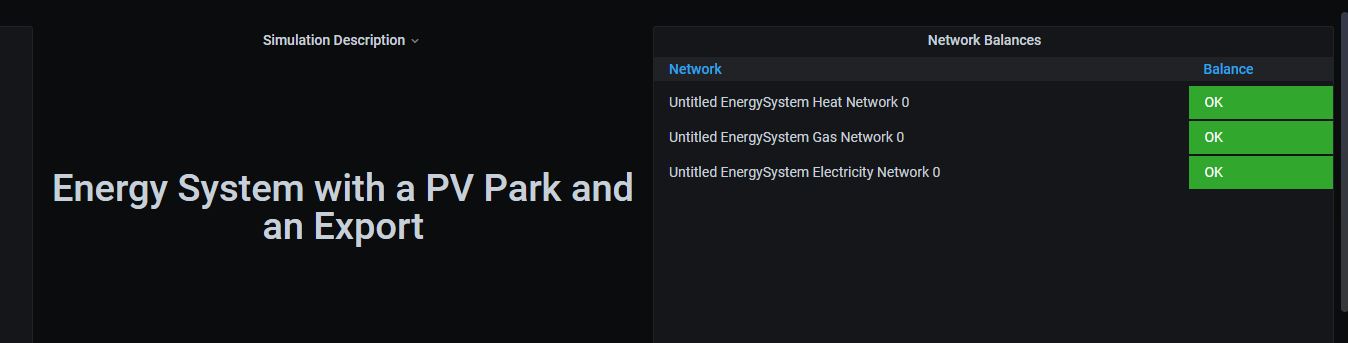 Simulation Description
Energy System with a PV Park and
an Export
Network Balances
Network Balance
Untitled EnergySystem Heat Network 0 OK
Untitled EnergySystem Gas Network 0 OK
Untitled EnergySystem Electricity Network 0 OK